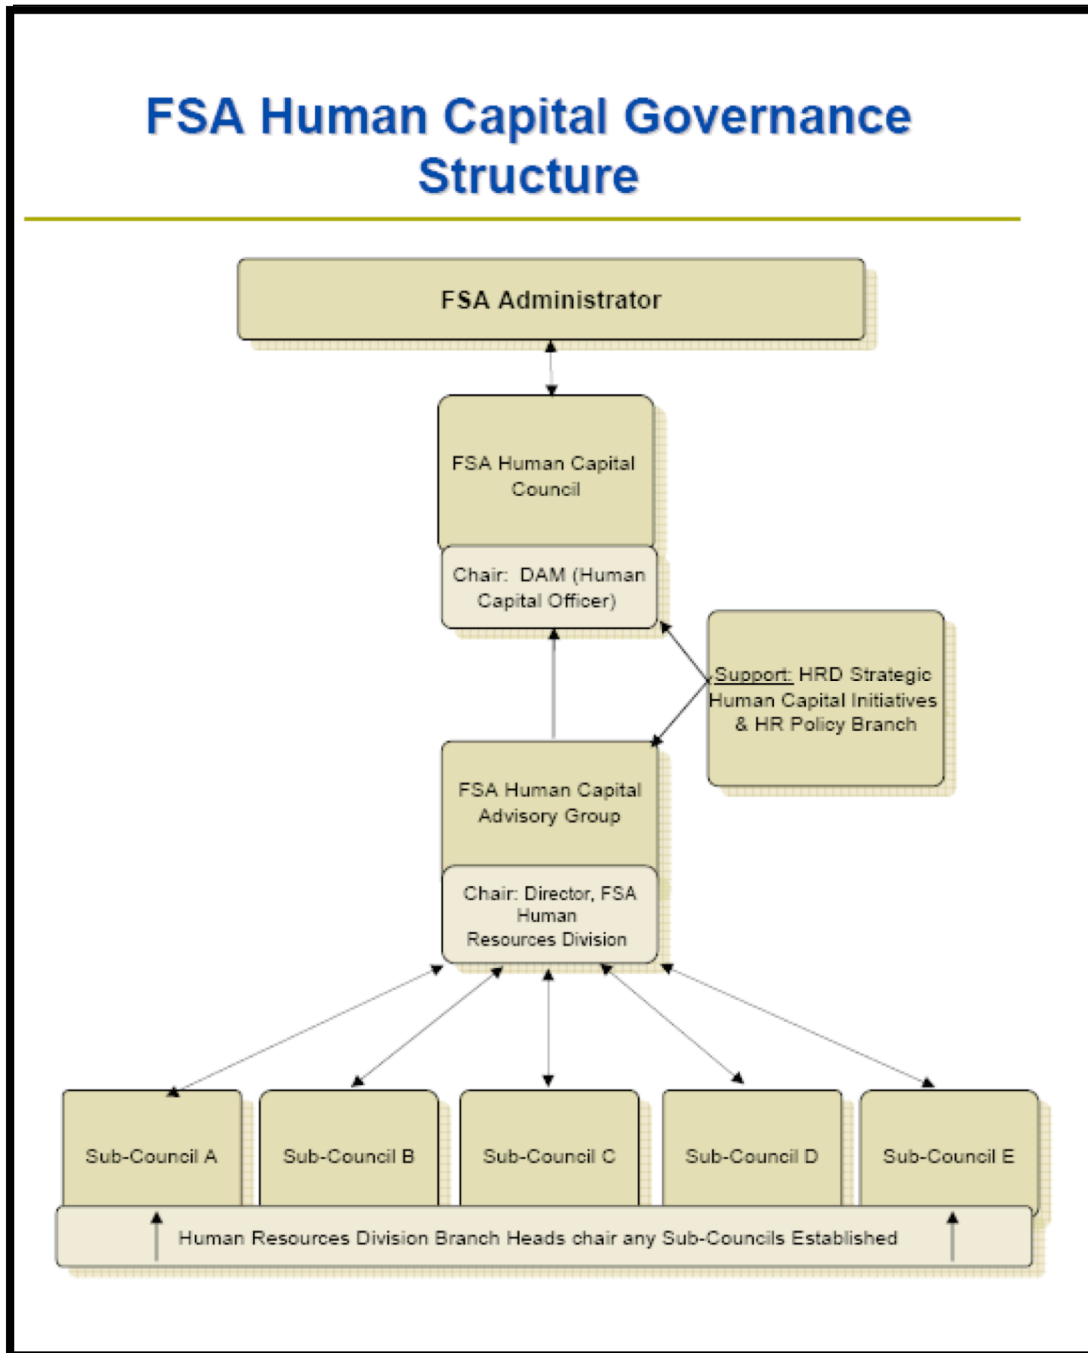 FSA Human Capital Governance
Structure
FSA Administrator
FSA Human Capital
Council
Chair: DAM (Human
Capital Officer)
Support: HRD Strategic
Human Capital Initiatives
& HR Policy Branch
FSA Human Capital
Advisory Group
Chair: Director, FSA
Human
Resources Division
Sub-Council A
Sub-Council B
Sub-Council C
Sub-Council D
Sub-Council E
Human Resources Division Branch Heads chair any Sub-Councils Established